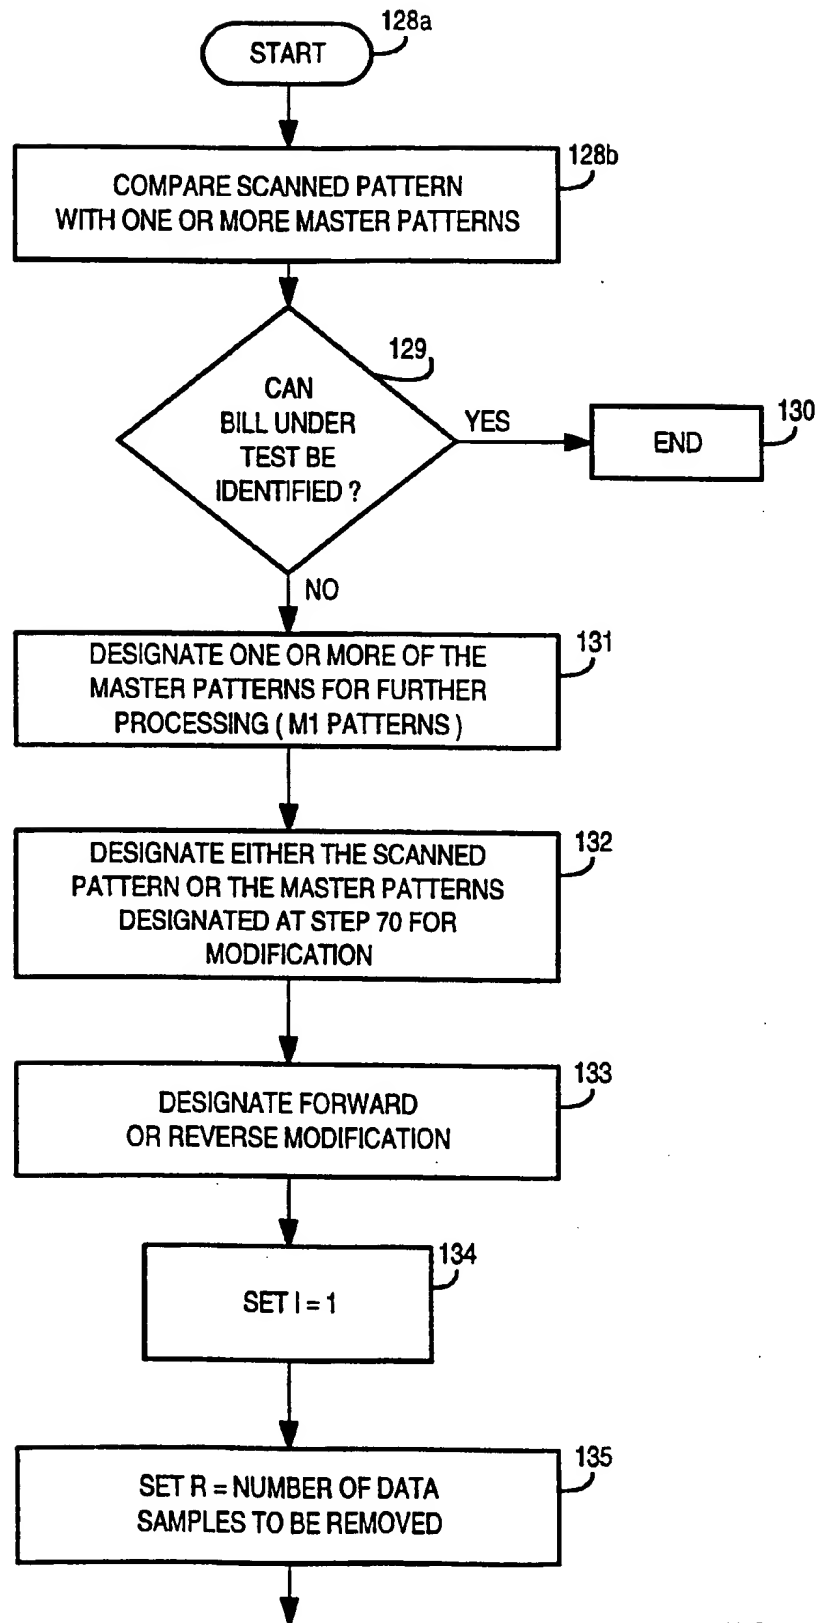 128a
START
128b
COMPARE SCANNED PATTERN
WITH ONE OR MORE MASTER PATTERNS
129
CAN
BILL UNDER
TEST BE
IDENTIFIED ?
YES
130
END
NO
131
DESIGNATE ONE OR MORE OF THE
MASTER PATTERNS FOR FURTHER
PROCESSING ( M1 PATTERNS )
132
DESIGNATE EITHER THE SCANNED
PATTERN OR THE MASTER PATTERNS
DESIGNATED AT STEP 70 FOR
MODIFICATION
133
DESIGNATE FORWARD
OR REVERSE MODIFICATION
134
SET I = 1
135
SET R = NUMBER OF DATA
SAMPLES TO BE REMOVED